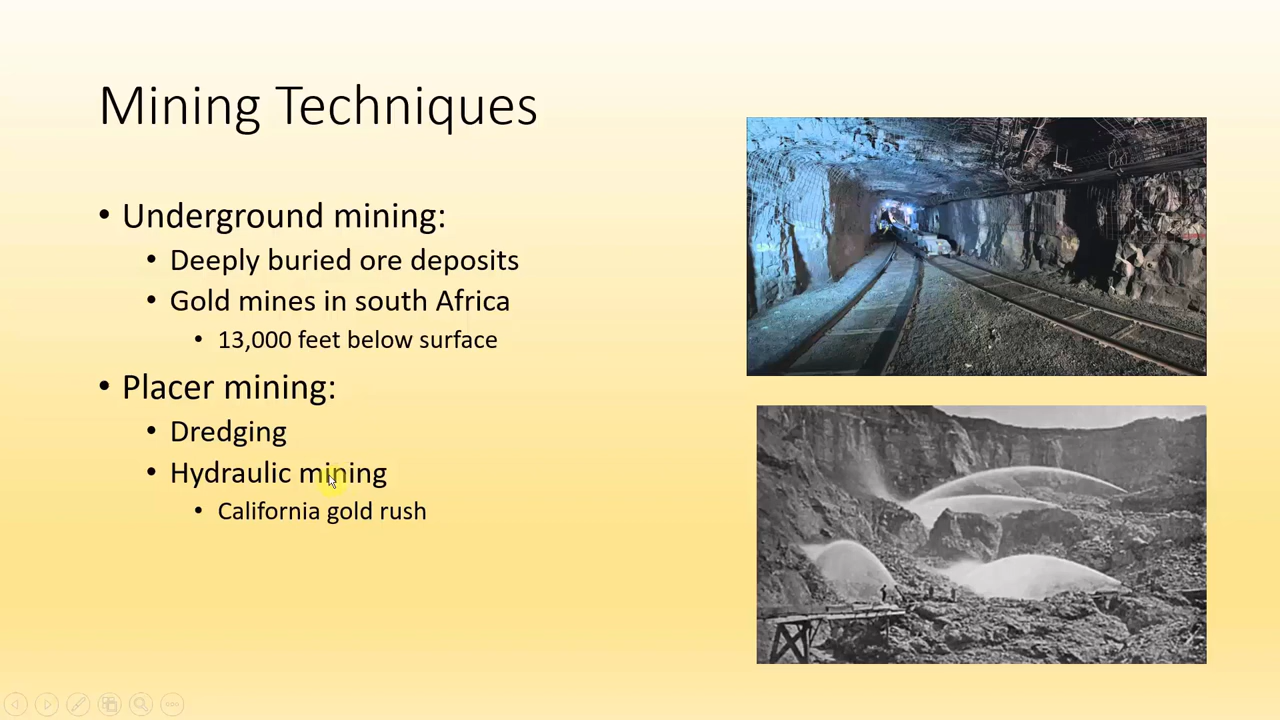 Mining Techniques
• Underground mining:
• Deeply buried ore deposits
• Gold mines in south Africa
• 13,000 feet below surface
• Placer mining:
• Dredging
• Hydraulic mining
• California gold rush